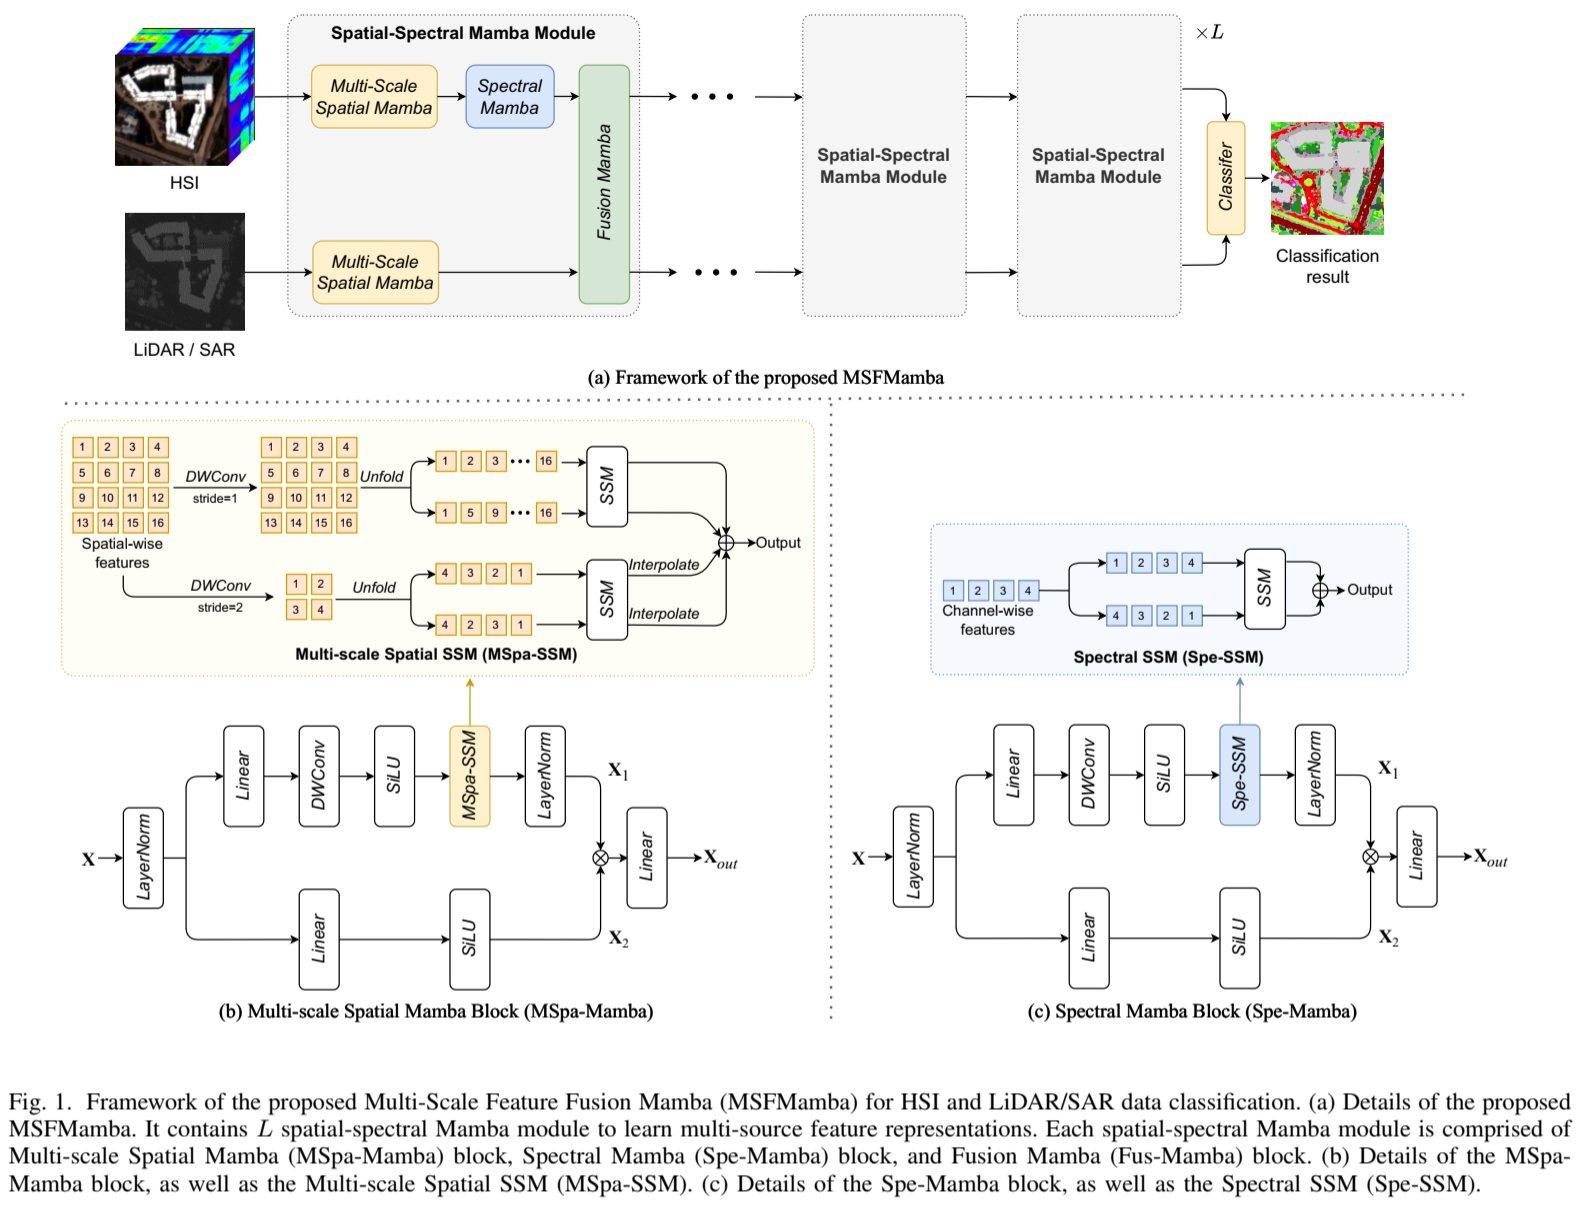 Spatial-Spectral Mamba Module
×L
Multi-Scale
Spatial Mamba
Spectral
Mamba
Fusion Mamba
• • •
Spatial-Spectral
Mamba Module
Spatial-Spectral
Mamba Module
Classifer
HSI
Multi-Scale
Spatial Mamba
• • •
LiDAR / SAR
Classification
result
(a) Framework of the proposed MSFMamba
1 2 3 4
5 6 7 8
9 10 11 12
13 14 15 16
Spatial-wise
features
DWConv
stride=1
1 2 3 4
5 6 7 8
9 10 11 12
13 14 15 16
Unfold
1 2 3 ••• 16
1 5 9 ••• 16
SSM
DWConv
stride=2
1 2
3 4
Unfold
4 3 2 1
4 2 3 1
SSM
Interpolate
Interpolate
Output
Multi-scale Spatial SSM (MSpa-SSM)
X
LayerNorm
Linear
DWConv
SiLU
MSpa-SSM
LayerNorm
X1
Linear
SiLU
X2
Linear
Xout
(b) Multi-scale Spatial Mamba Block (MSpa-Mamba)
1 2 3 4
Channel-wise
features
1 2 3 4
4 3 2 1
SSM
Output
Spectral SSM (Spe-SSM)
X
LayerNorm
Linear
DWConv
SiLU
Spe-SSM
LayerNorm
X1
Linear
SiLU
X2
Linear
Xout
(c) Spectral Mamba Block (Spe-Mamba)
Fig. 1. Framework of the proposed Multi-Scale Feature Fusion Mamba (MSFMamba) for HSI and LiDAR/SAR data classification. (a) Details of the proposed
MSFMamba. It contains L spatial-spectral Mamba module to learn multi-source feature representations. Each spatial-spectral Mamba module is comprised of
Multi-scale Spatial Mamba (MSpa-Mamba) block, Spectral Mamba (Spe-Mamba) block, and Fusion Mamba (Fus-Mamba) block. (b) Details of the MSpa-
Mamba block, as well as the Multi-scale Spatial SSM (MSpa-SSM). (c) Details of the Spe-Mamba block, as well as the Spectral SSM (Spe-SSM).